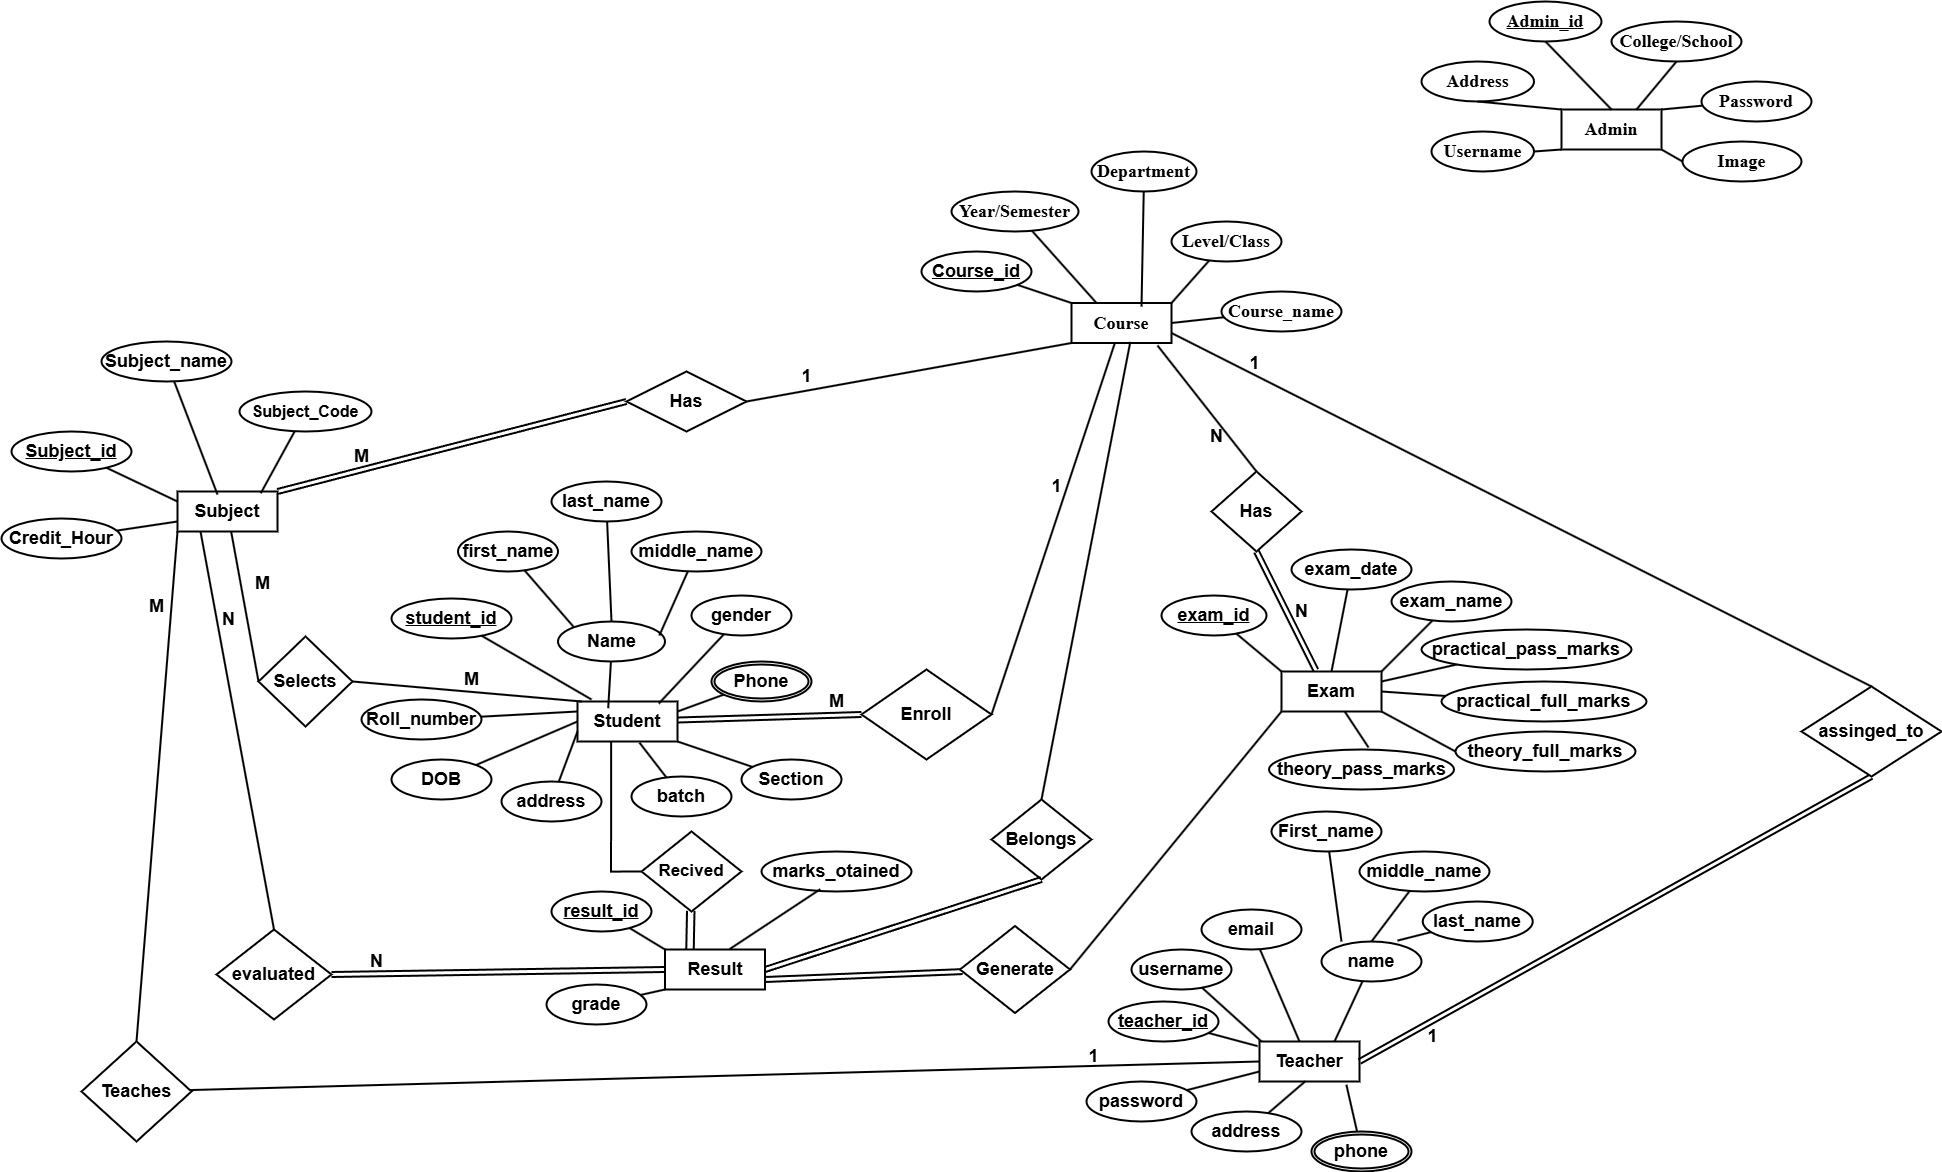 Admin_id
College/School
Address
Password
Admin
Username
Image
Department
Year/Semester
Level/Class
Course_id
Course_name
Course
1
Subject_name
1
Has
Subject_Code
N
Subject_id
M
1
last_name
Subject
Has
Credit_Hour
first_name
middle_name
exam_date
M
exam_name
M
N
N
student_id
gender
exam_id
Name
practical_pass_marks
Selects
M
Phone
Exam
M
practical_full_marks
Roll_number
Student
Enroll
assinged_to
theory_full_marks
DOB
Section
theory_pass_marks
address
batch
First_name
Belongs
Recived
marks_otained
middle_name
result_id
last_name
email
N
name
evaluated
Result
Generate
username
grade
teacher_id
1
1
Teaches
Teacher
password
address
phone